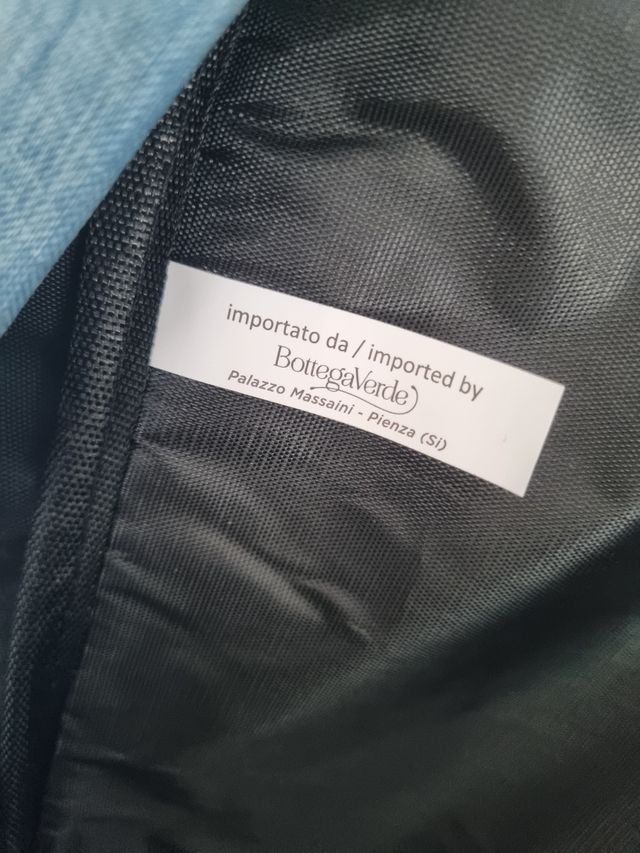 importato da / imported by
BottegaVerde
Palazzo Massaini - Pienza (Si)